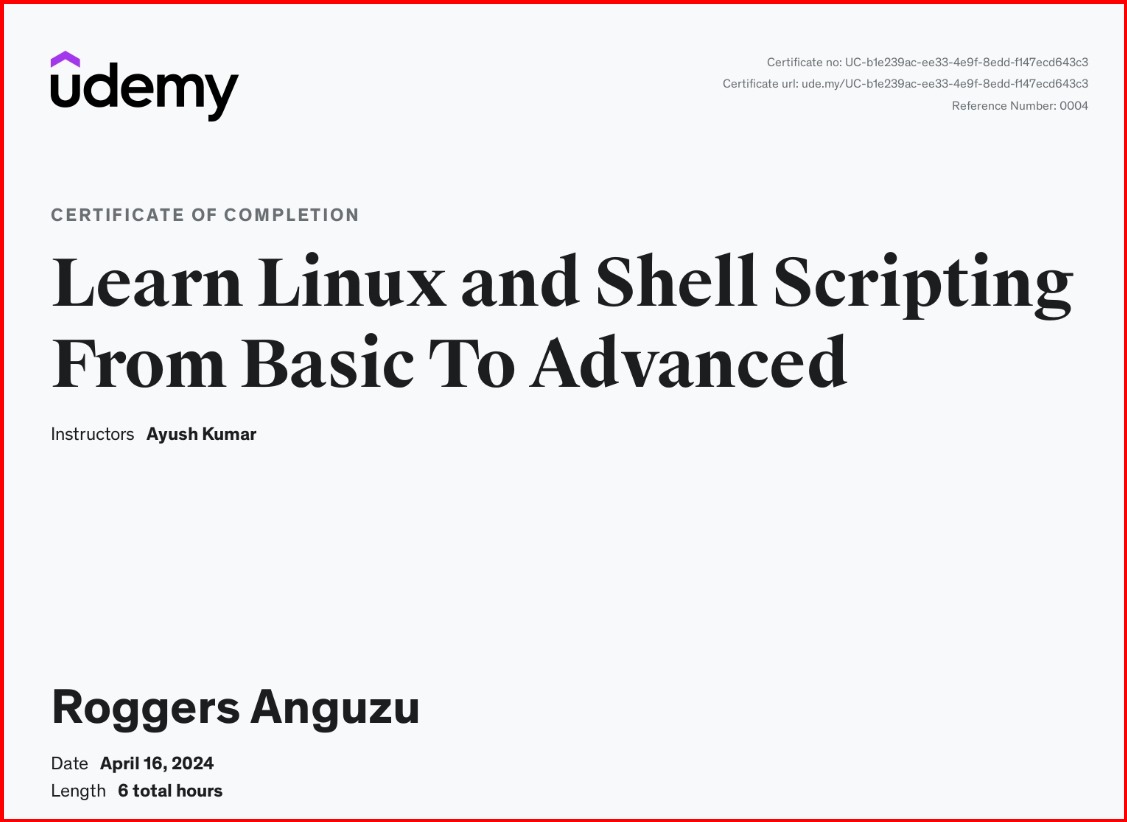 udemy
Certificate no: UC-b1e239ac-ee33-4e9f-8edd-f147ecd643c3
Certificate url: ude.my/UC-b1e239ac-ee33-4e9f-8edd-f147ecd643c3
Reference Number: 0004
CERTIFICATE OF COMPLETION
Learn Linux and Shell Scripting
From Basic To Advanced
Instructors Ayush Kumar
Roggers Anguzu
Date April 16, 2024
Length 6 total hours